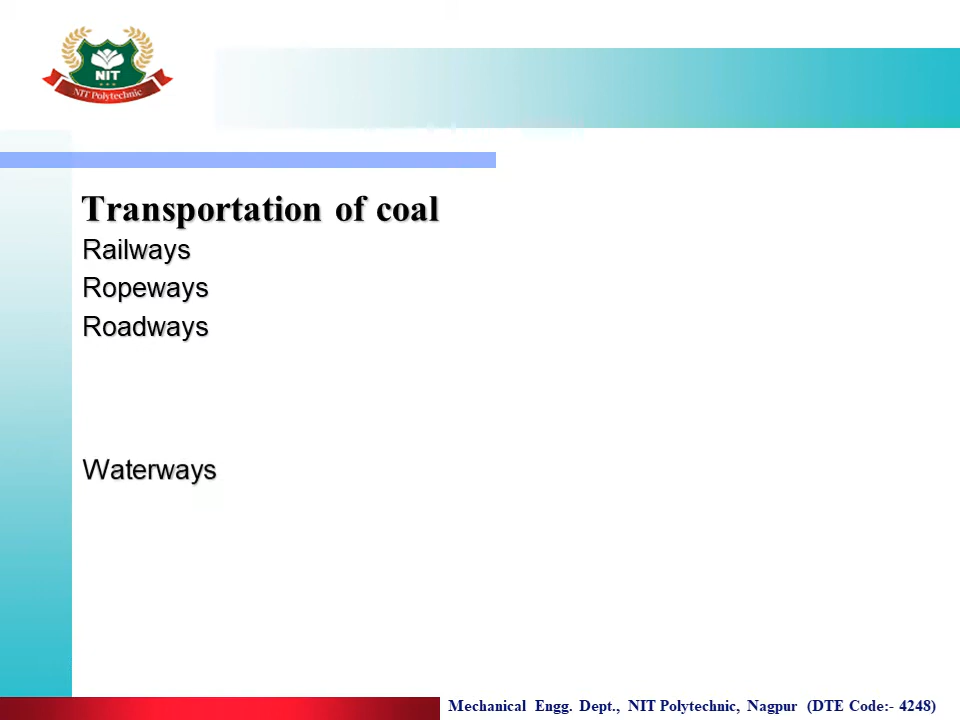 NIT
NIT Polytechnic
Transportation of coal
Railways
Ropeways
Roadways
Waterways
Mechanical Engg. Dept., NIT Polytechnic, Nagpur (DTE Code:- 4248)